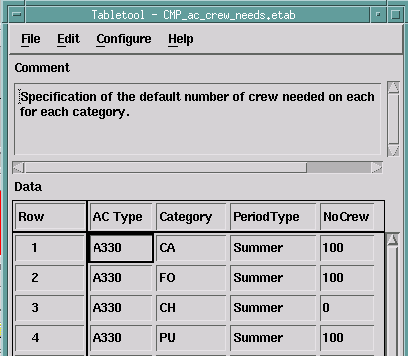 Tabletool - CMP_ac_crew_needs.etab
File Edit Configure Help
Comment
Specification of the default number of crew needed on each
for each category.
Data
Row AC Type Category PeriodType NoCrew
1 A330 CA Summer 100
2 A330 FO Summer 100
3 A330 CH Summer 0
4 A330 PU Summer 100